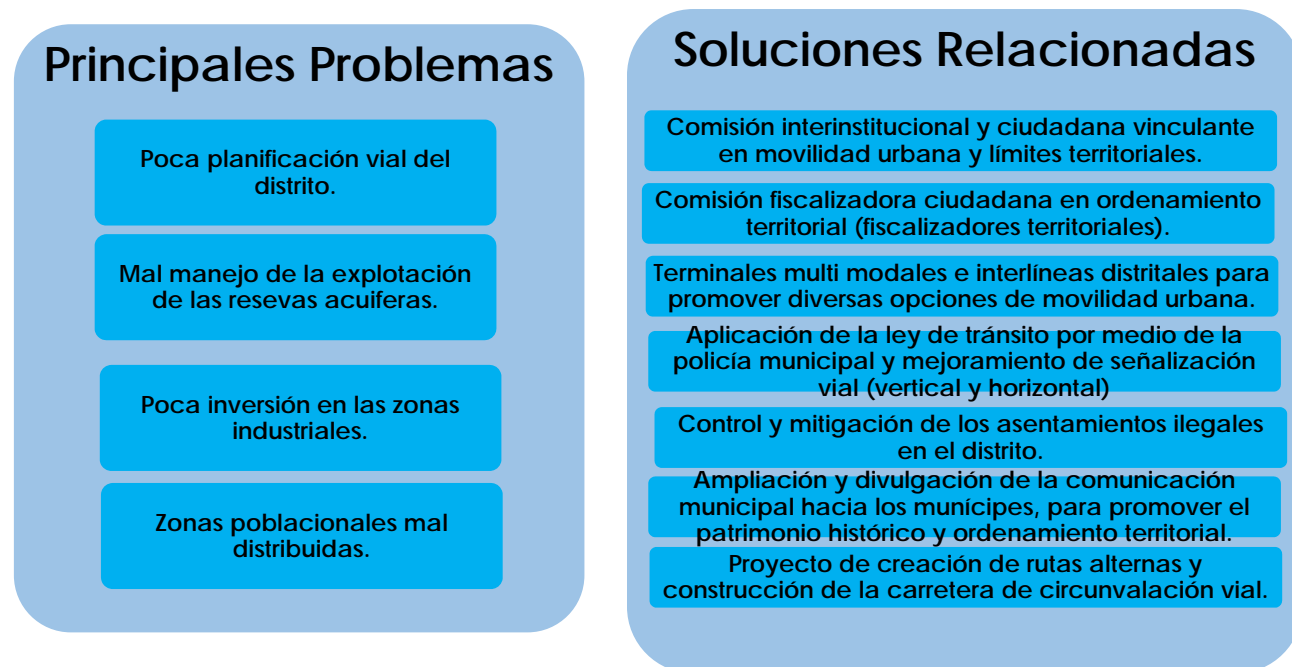 Principales Problemas
Poca planificación vial del
distrito.
Mal manejo de la explotación
de las resevas acuiferas.
Poca inversión en las zonas
industriales.
Zonas poblacionales mal
distribuidas.
Soluciones Relacionadas
Comisión interinstitucional y ciudadana vinculante
en movilidad urbana y límites territoriales.
Comisión fiscalizadora ciudadana en ordenamiento
territorial (fiscalizadores territoriales).
Terminales multi modales e interlíneas distritales para
promover diversas opciones de movilidad urbana.
Aplicación de la ley de tránsito por medio de la
policía municipal y mejoramiento de señalización
vial (vertical y horizontal)
Control y mitigación de los asentamientos ilegales
en el distrito.
Ampliación y divulgación de la comunicación
municipal hacia los munícipes, para promover el
patrimonio histórico y ordenamiento territorial.
Proyecto de creación de rutas alternas y
construcción de la carretera de circunvalación vial.